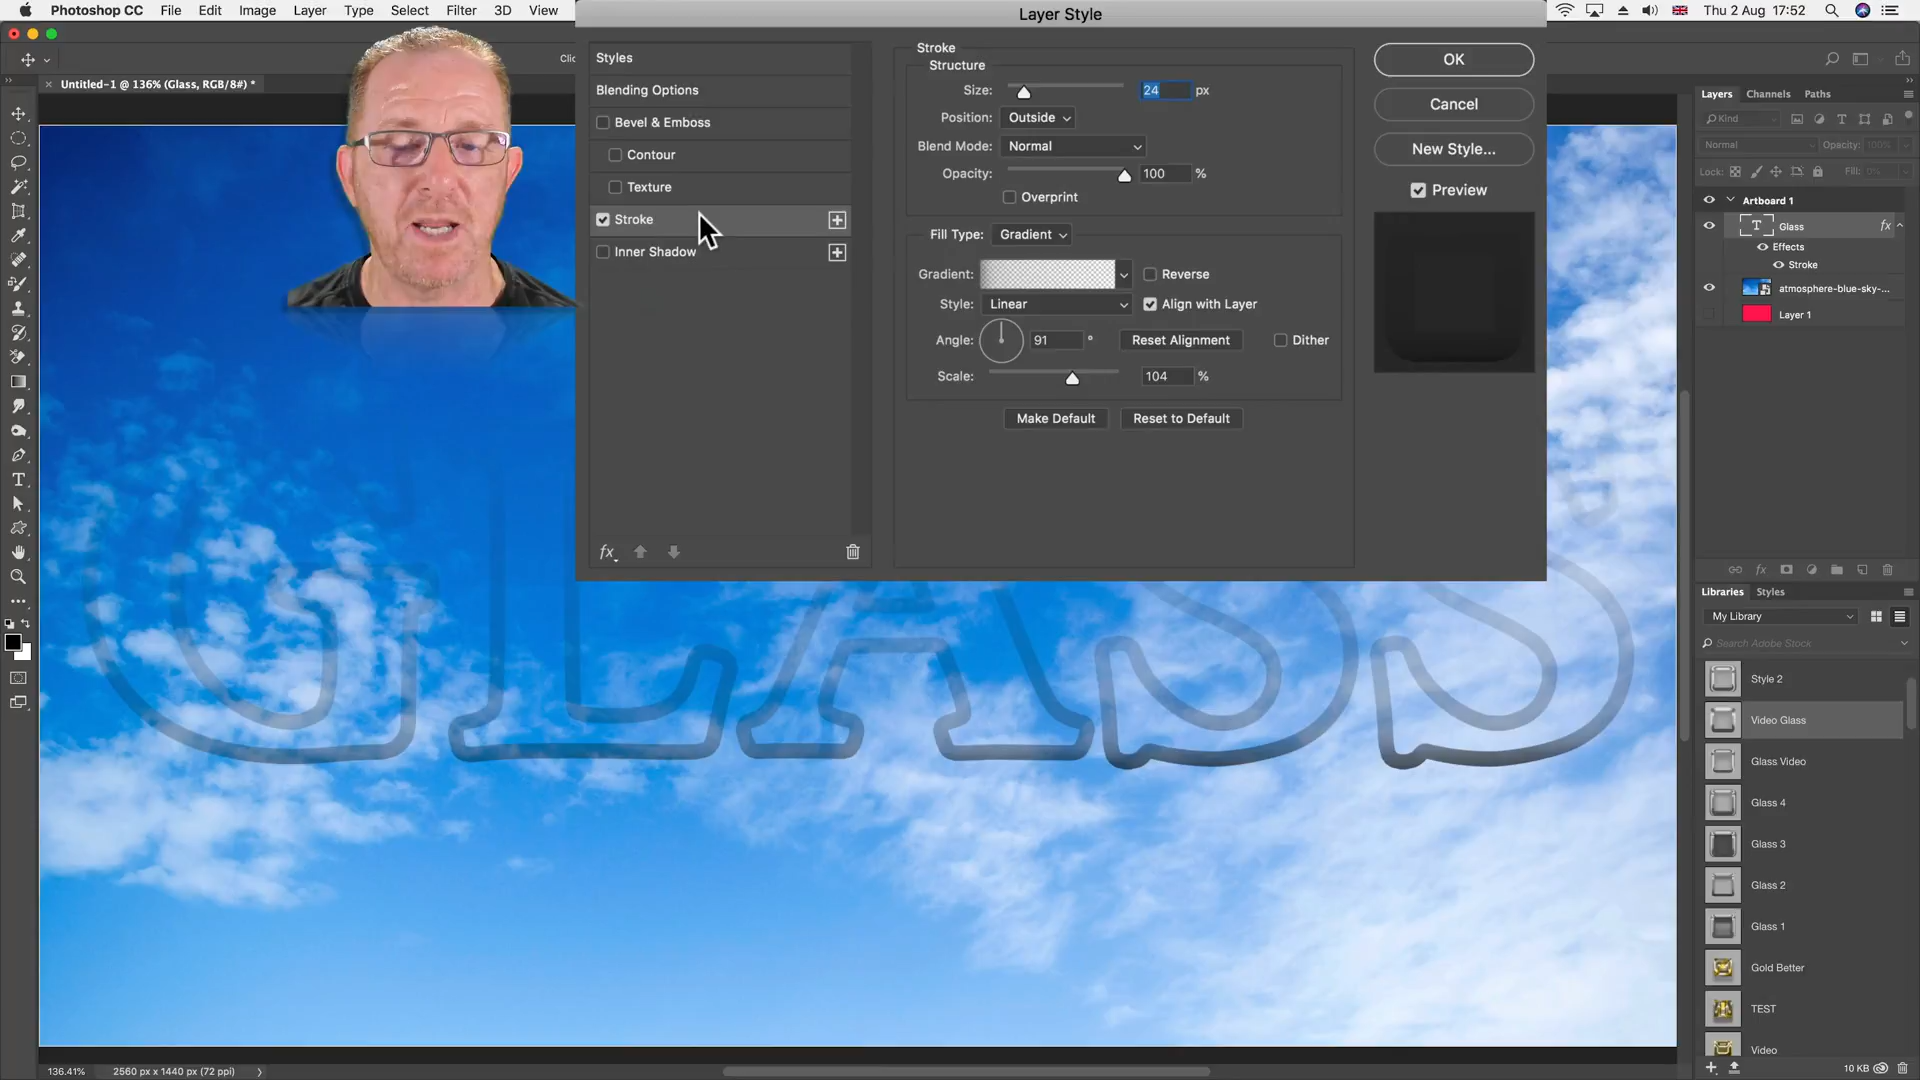 Photoshop CC File Edit Image Layer Type Select Filter 3D View
Thu 2 Aug 17:52
Layer Style
Untitled-1 @ 136% (Glass, RGB/8#) *
Clic
Styles
Blending Options
Bevel & Emboss
Contour
Texture
Stroke
Inner Shadow
fx
Stroke
Structure
Size: 24 px
Position: Outside
Blend Mode: Normal
Opacity: 100 %
Overprint
Fill Type: Gradient
Gradient: Reverse
Style: Linear Align with Layer
Angle: 91 ° Reset Alignment Dither
Scale: 104 %
Make Default Reset to Default
OK
Cancel
New Style...
Preview
Layers Channels Paths
Kind
Normal Opacity: 100%
Lock: Fill: 0%
Artboard 1
T Glass fx
Effects
Stroke
atmosphere-blue-sky-...
Layer 1
fx
Libraries Styles
My Library
Search Adobe Stock
Style 2
Video Glass
Glass Video
Glass 4
Glass 3
Glass 2
Glass 1
Gold Better
TEST
Video
10 KB
GLASS
136.41% 2560 px x 1440 px (72 ppi)